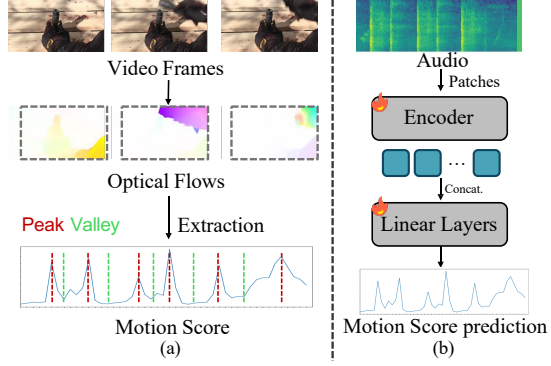 Video Frames
Optical Flows
Extraction
Peak Valley
Motion Score
(a)
Audio
Patches
Encoder
...
Concat.
Linear Layers
Motion Score prediction
(b)